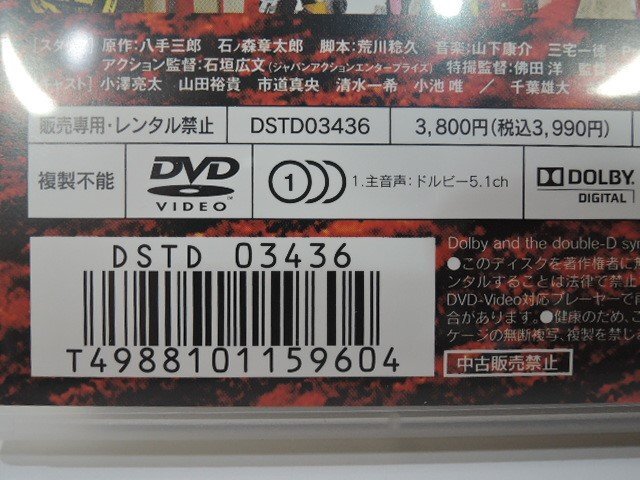 原作：八手三郎 石ノ森章太郎 脚本：荒川稔久 音楽：山下康介 三宅一徳
アクション監督：石垣広文(ジャパンアクションエンタープライズ) 特撮監督：佛田 洋
小澤亮太 山田裕貴 市道真央 清水一希 小池 唯 / 千葉雄大
販売専用・レンタル禁止 DSTD03436 3,800円(税込3,990円)
複製不能 DVD VIDEO 1 1.主音声：ドルビー5.1ch DOLBY DIGITAL
DSTD 03436
T4988101159604
Dolby and the double-D
●このディスクを著作権者に
ンタルすることは法律で禁止
DVD-Video対応プレーヤーで
合があります。●健康のため、こ
ケージの無断複写、複製を禁じ
中古販売禁止